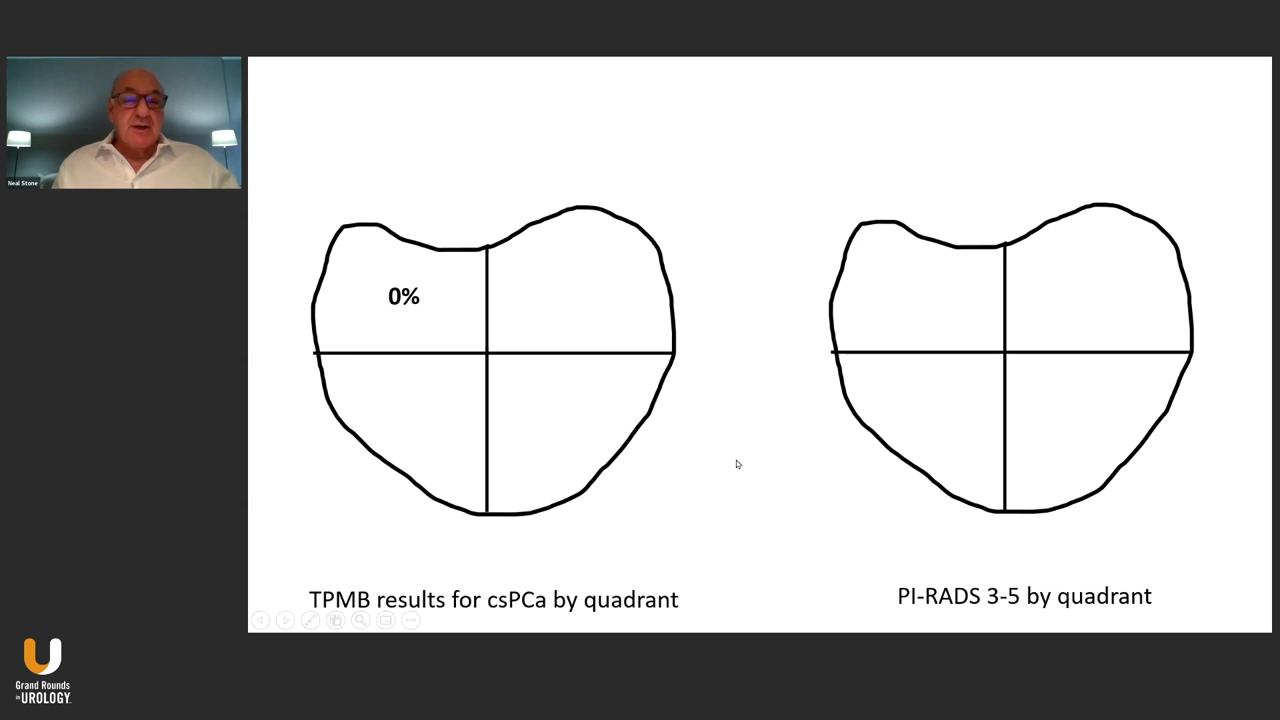 Neal Stone
0%
TPMB results for csPCa by quadrant
PI-RADS 3-5 by quadrant
Grand Rounds
in UROLOGY